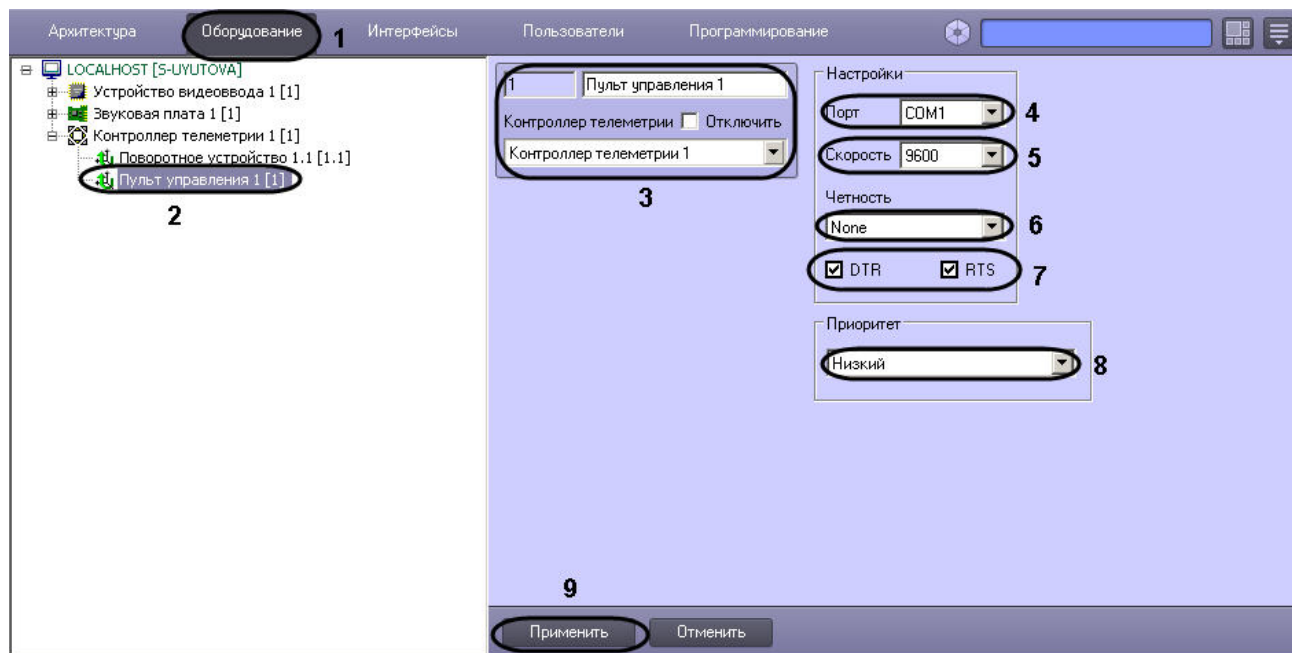 Архитектура Оборудование 1 Интерфейсы Пользователи Программирование
LOCALHOST [S-UYUTOVA]
Устройство видеоввода 1 [1]
Звуковая плата 1 [1]
Контроллер телеметрии 1 [1]
Поворотное устройство 1.1 [1.1]
Пульт управления 1 [1]
2
1 Пульт управления 1
Контроллер телеметрии Отключить
Контроллер телеметрии 1
3
Настройки
Порт COM1 4
Скорость 9600 5
Четность
None 6
DTR RTS 7
Приоритет
Низкий 8
9
Применить Отменить